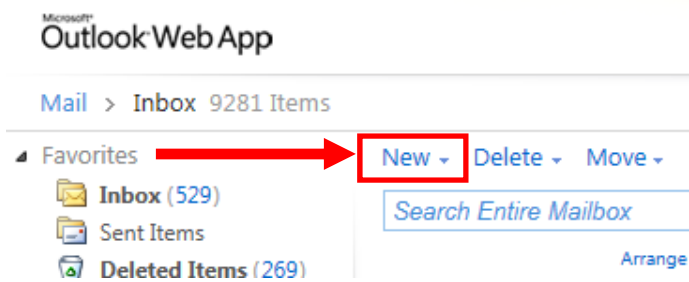 Microsoft®
Outlook Web App
Mail > Inbox 9281 Items
Favorites
New Delete Move
Inbox (529)
Search Entire Mailbox
Sent Items
Arrange
Deleted Items (269)